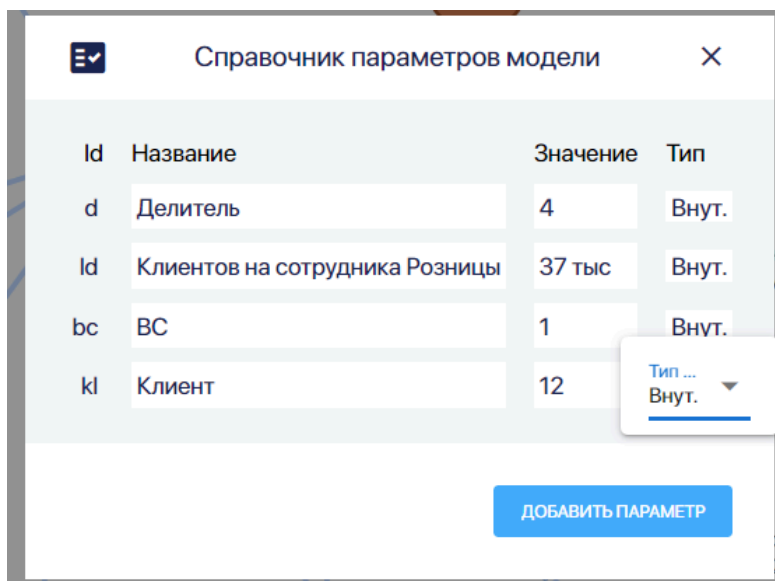 Справочник параметров модели
Id Название Значение Тип
d Делитель 4 Внут.
ld Клиентов на сотрудника Розницы 37 тыс Внут.
bc ВС 1 Внут.
kl Клиент 12
Тип ...
Внут.
ДОБАВИТЬ ПАРАМЕТР